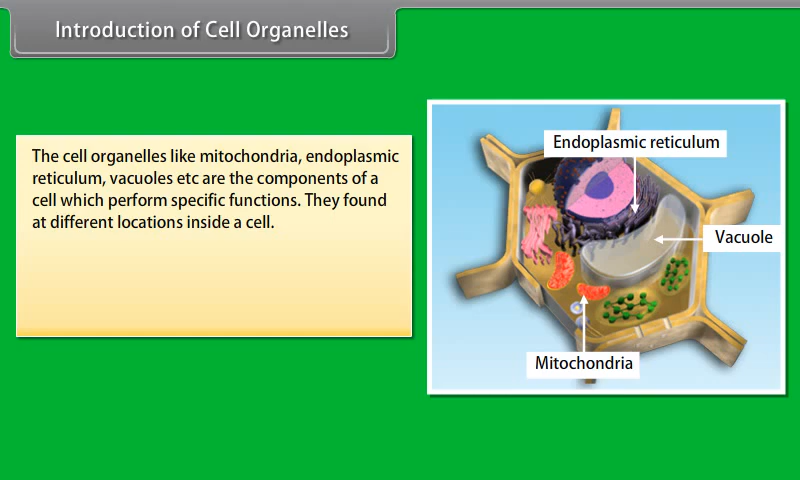 Introduction of Cell Organelles
The cell organelles like mitochondria, endoplasmic
reticulum, vacuoles etc are the components of a
cell which perform specific functions. They found
at different locations inside a cell.
Endoplasmic reticulum
Vacuole
Mitochondria